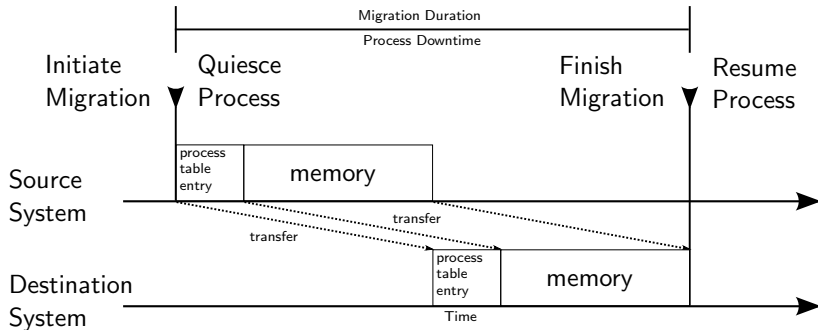 Migration Duration
Process Downtime
Initiate
Migration
Quiesce
Process
Finish
Migration
Resume
Process
process
table
entry
memory
Source
System
transfer
transfer
process
table
entry
memory
Destination
System
Time